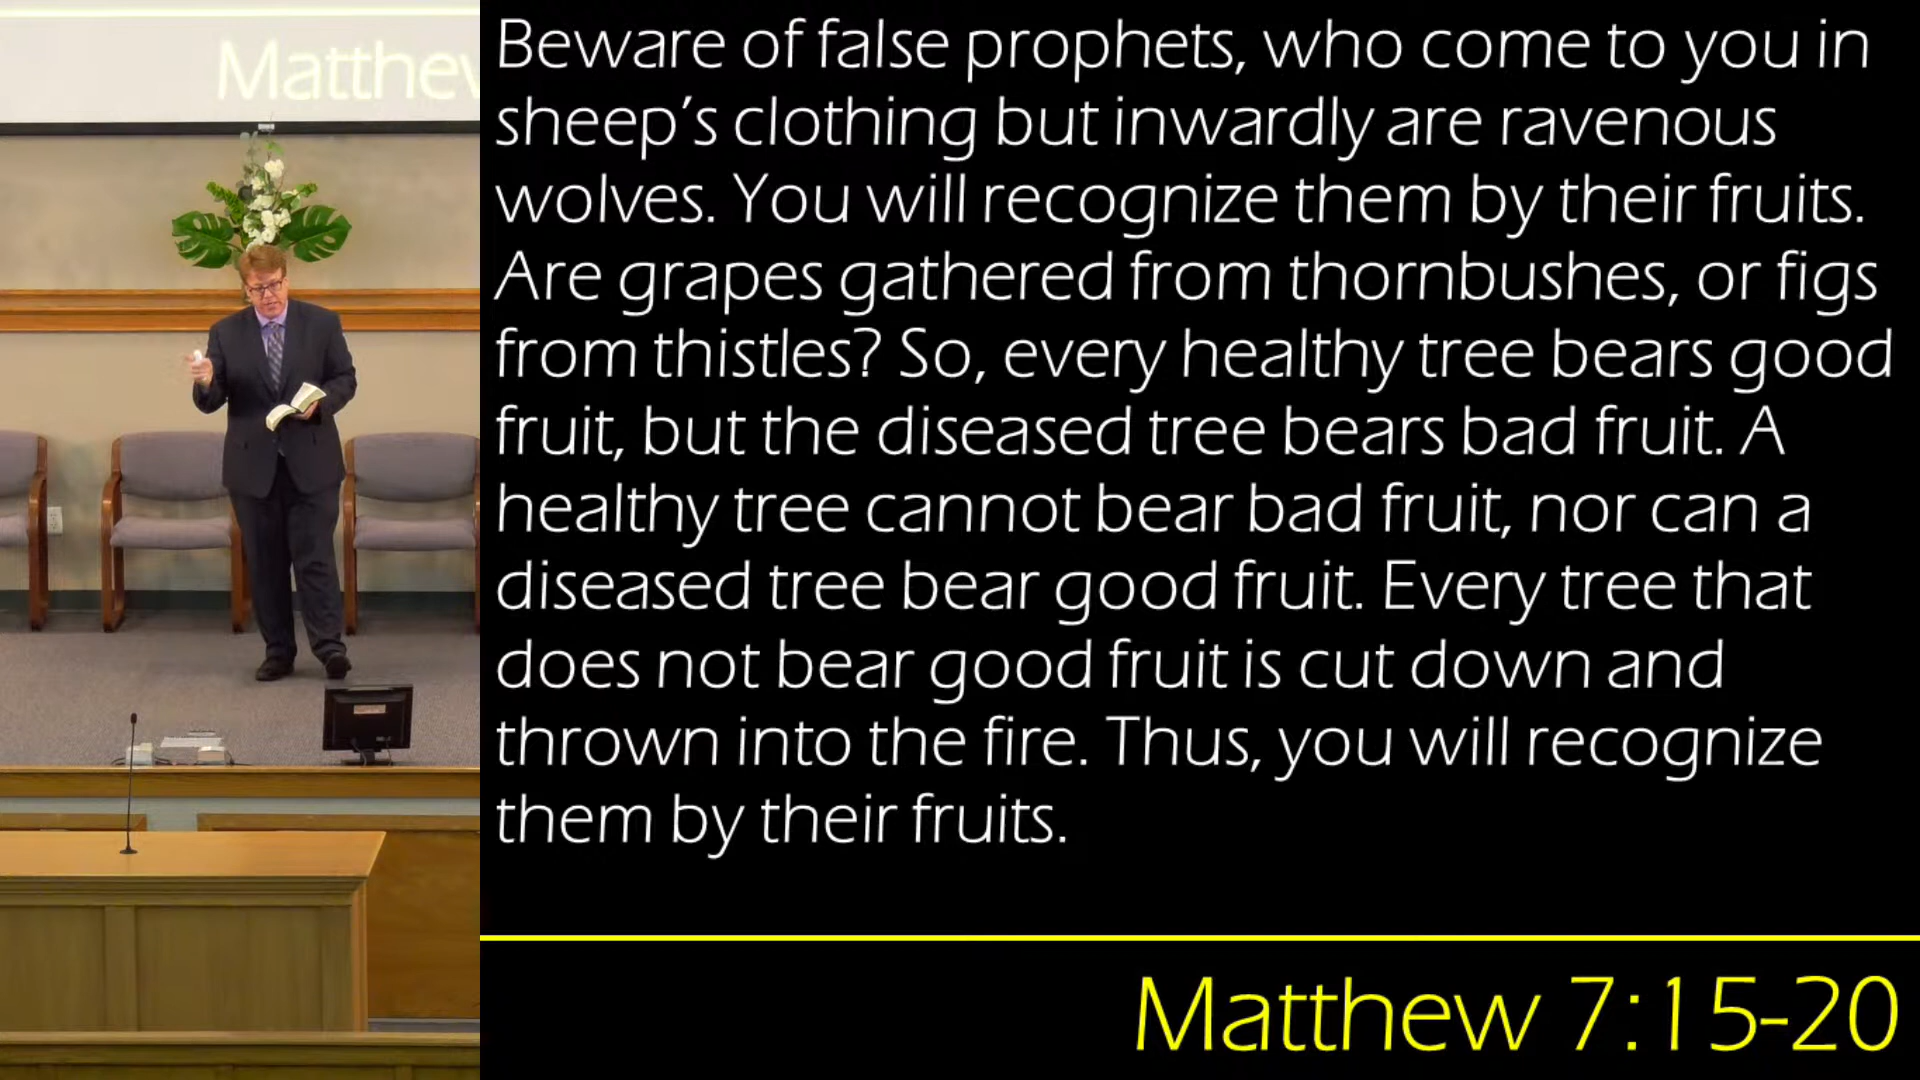 Matthew
Beware of false prophets, who come to you in
sheep’s clothing but inwardly are ravenous
wolves. You will recognize them by their fruits.
Are grapes gathered from thornbushes, or figs
from thistles? So, every healthy tree bears good
fruit, but the diseased tree bears bad fruit. A
healthy tree cannot bear bad fruit, nor can a
diseased tree bear good fruit. Every tree that
does not bear good fruit is cut down and
thrown into the fire. Thus, you will recognize
them by their fruits.
Matthew 7:15-20